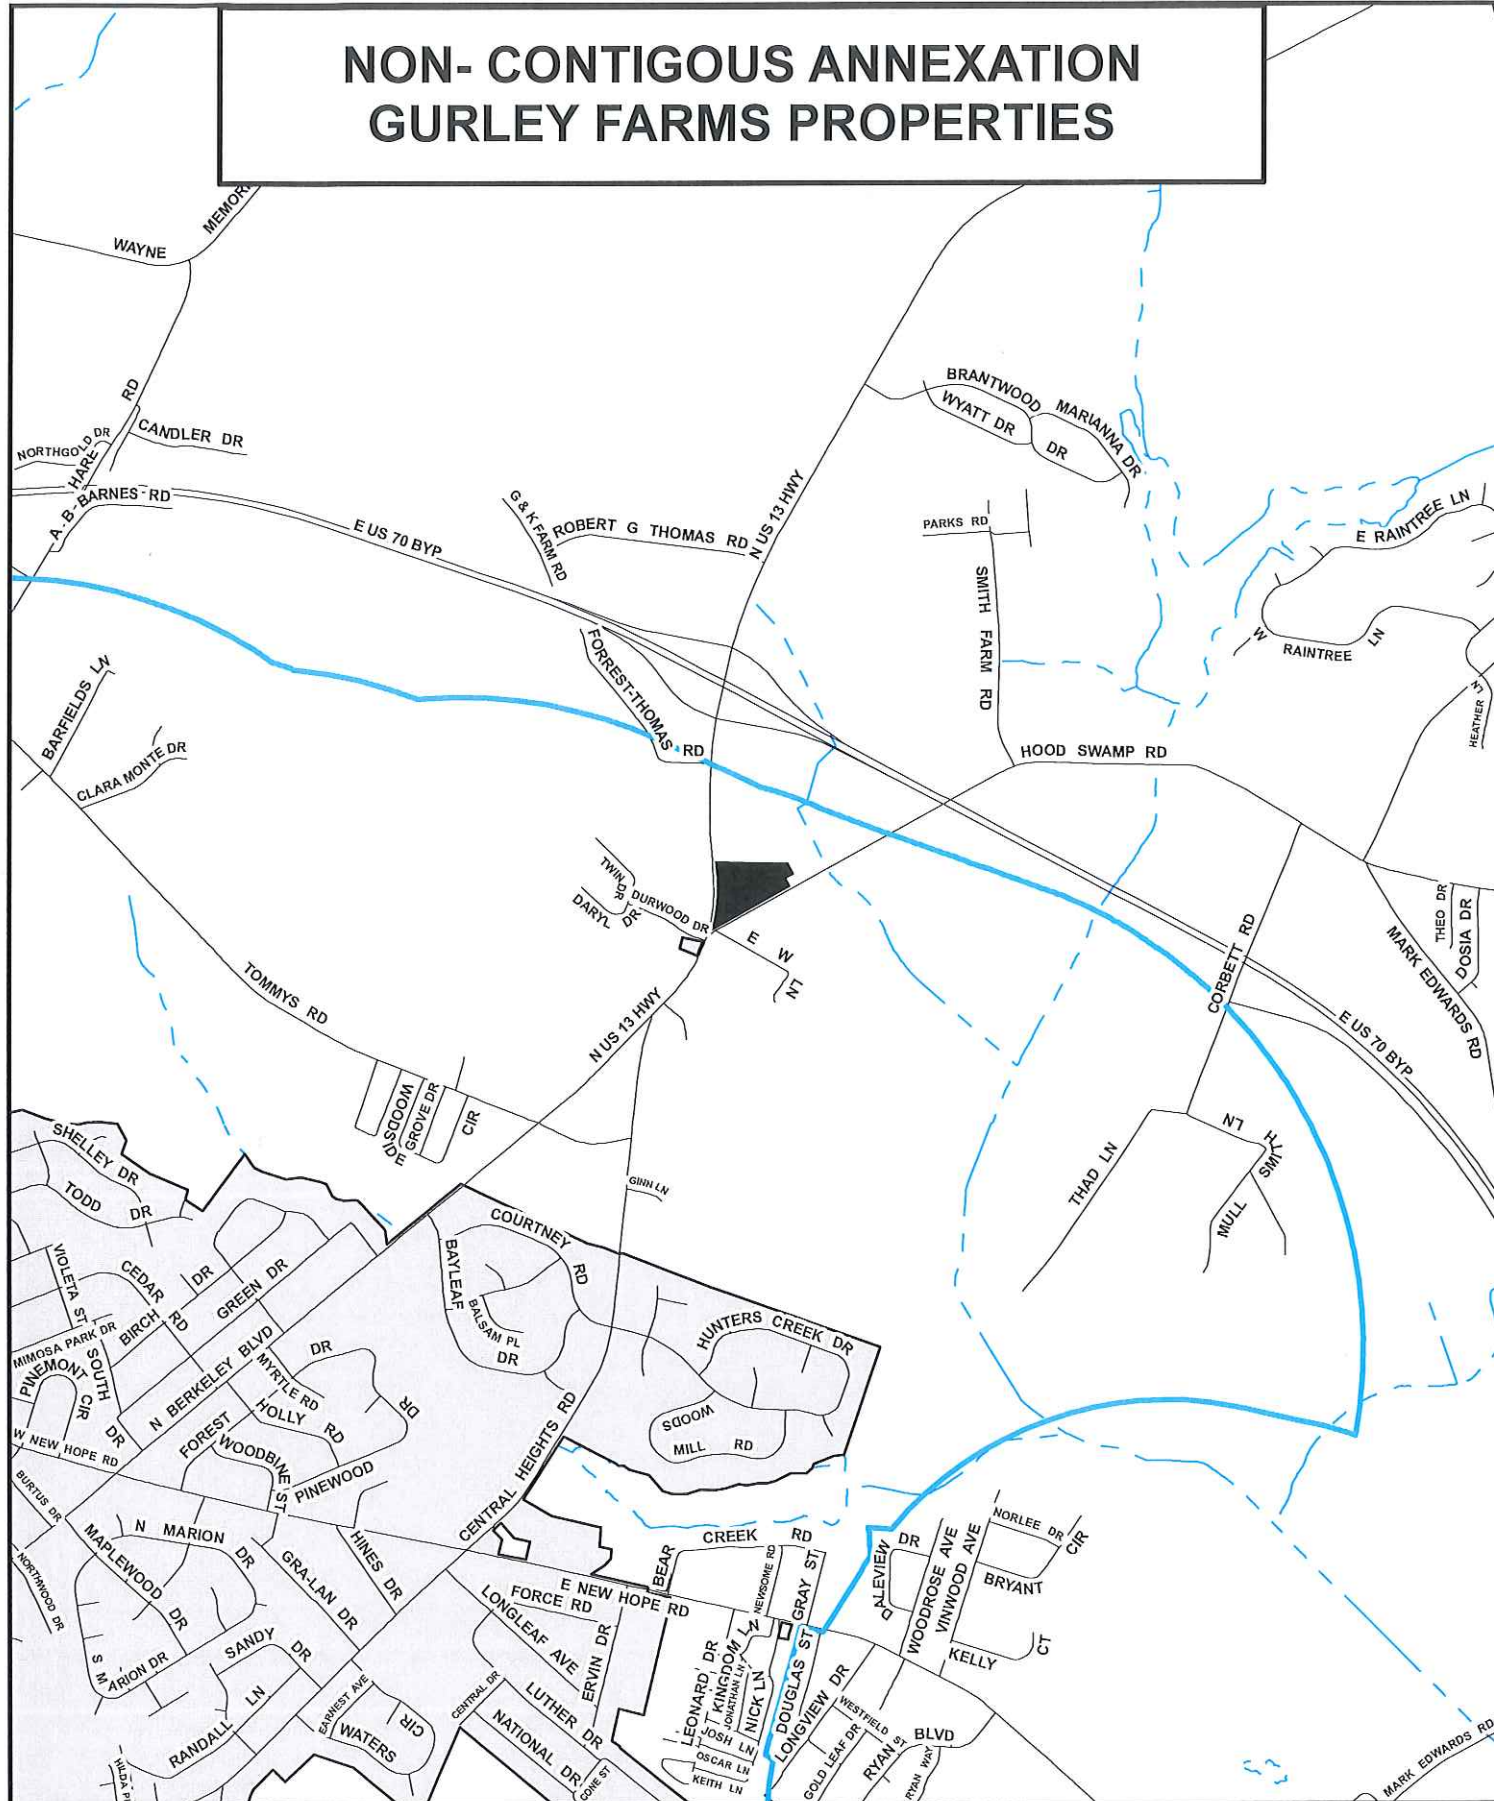 NON- CONTIGOUS ANNEXATION
GURLEY FARMS PROPERTIES
WAYNE
RD
CANDLER DR
NORTHGOLD DR
HARE
A-B-BARNES-RD
E US 70 BYP
G & K FARM RD
ROBERT G THOMAS RD
N US 13 HWY
BRANTWOOD
WYATT DR
DR
MARIANNA DR
PARKS RD
SMITH FARM RD
E RAINTREE LN
W
RAINTREE
LN
HEATHER LN
FORREST-THOMAS
RD
HOOD SWAMP RD
BARFIELDS LN
CLARA MONTE DR
TWIN DR
DURWOOD DR
DARYL
DR
E W
LN
TOMMYS RD
N US 13 HWY
CORBETT RD
THEO DR
DOSIA DR
MARK EDWARDS RD
E US 70 BYP
WOODSIDE
GROVE DR
CIR
SHELLEY DR
TODD DR
GINN LN
THAD LN
LN
SMITH
MULL
COURTNEY
RD
BAYLEAF
BALSAM PL
DR
HUNTERS CREEK DR
WOODS
MILL RD
VIOLETA ST
CEDAR
RD
DR
BIRCH
GREEN DR
MIMOSA PARK DR
SOUTH
DR
PINEMONT
CIR
N BERKELEY BLVD
MYRTLE RD
DR
HOLLY
RD
DR
FOREST
WOODBINE ST
PINEWOOD
W NEW HOPE RD
CENTRAL HEIGHTS RD
BURTUS DR
N MARION
DR
MAPLEWOOD
DR
NORTHWOOD DR
GRA-LAN DR
HINES DR
S MARION DR
SANDY DR
RANDALL
LN
EARNEST AVE
WATERS
CIR
CENTRAL DR
LONGLEAF AVE
FORCE RD
E NEW HOPE RD
ERVIN DR
LUTHER DR
NATIONAL DR
BEAR
CREEK RD
NEWSOME RD
GRAY ST
LEONARD DR
KINGDOM LN
JONATHAN LN
NICK LN
JOSH LN
OSCAR LN
KEITH LN
DOUGLAS ST
LONGVIEW DR
DALEVIEW
DR
WOODROSE AVE
VINWOOD AVE
NORLEE DR
CIR
BRYANT
KELLY
CT
WESTFIELD ST
GOLD LEAF DR
RYAN
BLVD
RYAN WAY
MARK EDWARDS RD